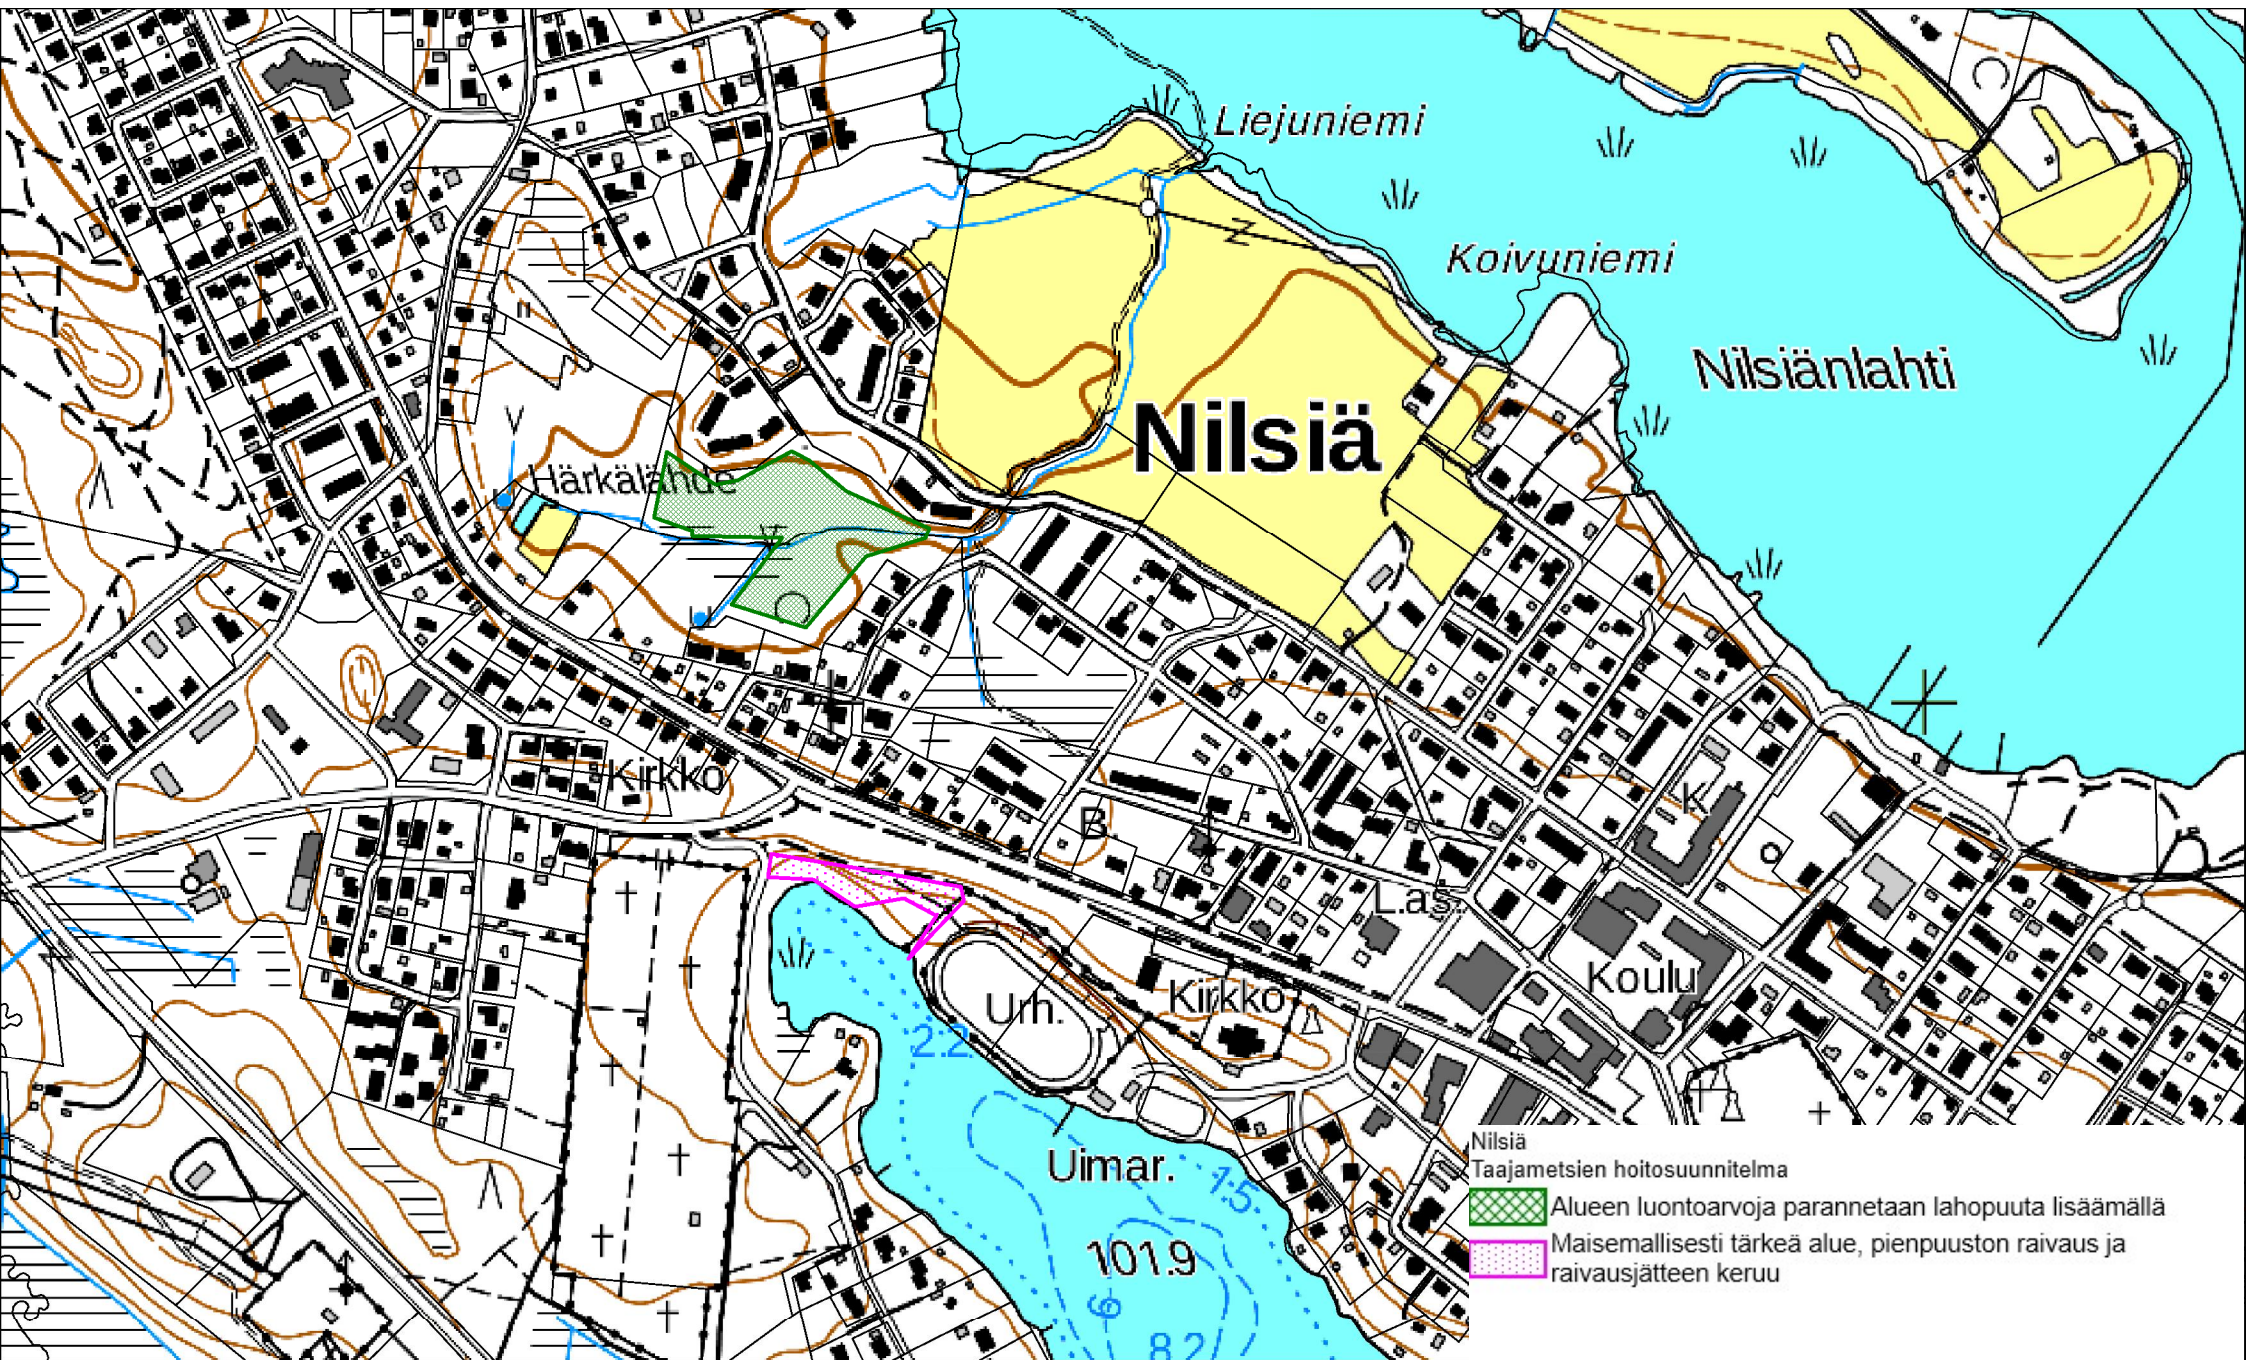 Liejuniemi
Koivuniemi
Nilsiänlahti
Nilsiä
Härkälähde
Kirkko
B.
K
L.as.
Koulu
Urh.
Kirkko
2.2
Uimar.
1.5
101.9
6
8.2
Nilsiä
Taajametsien hoitosuunnitelma
Alueen luontoarvoja parannetaan lahopuuta lisäämällä
Maisemallisesti tärkeä alue, pienpuuston raivaus ja
raivausjätteen keruu